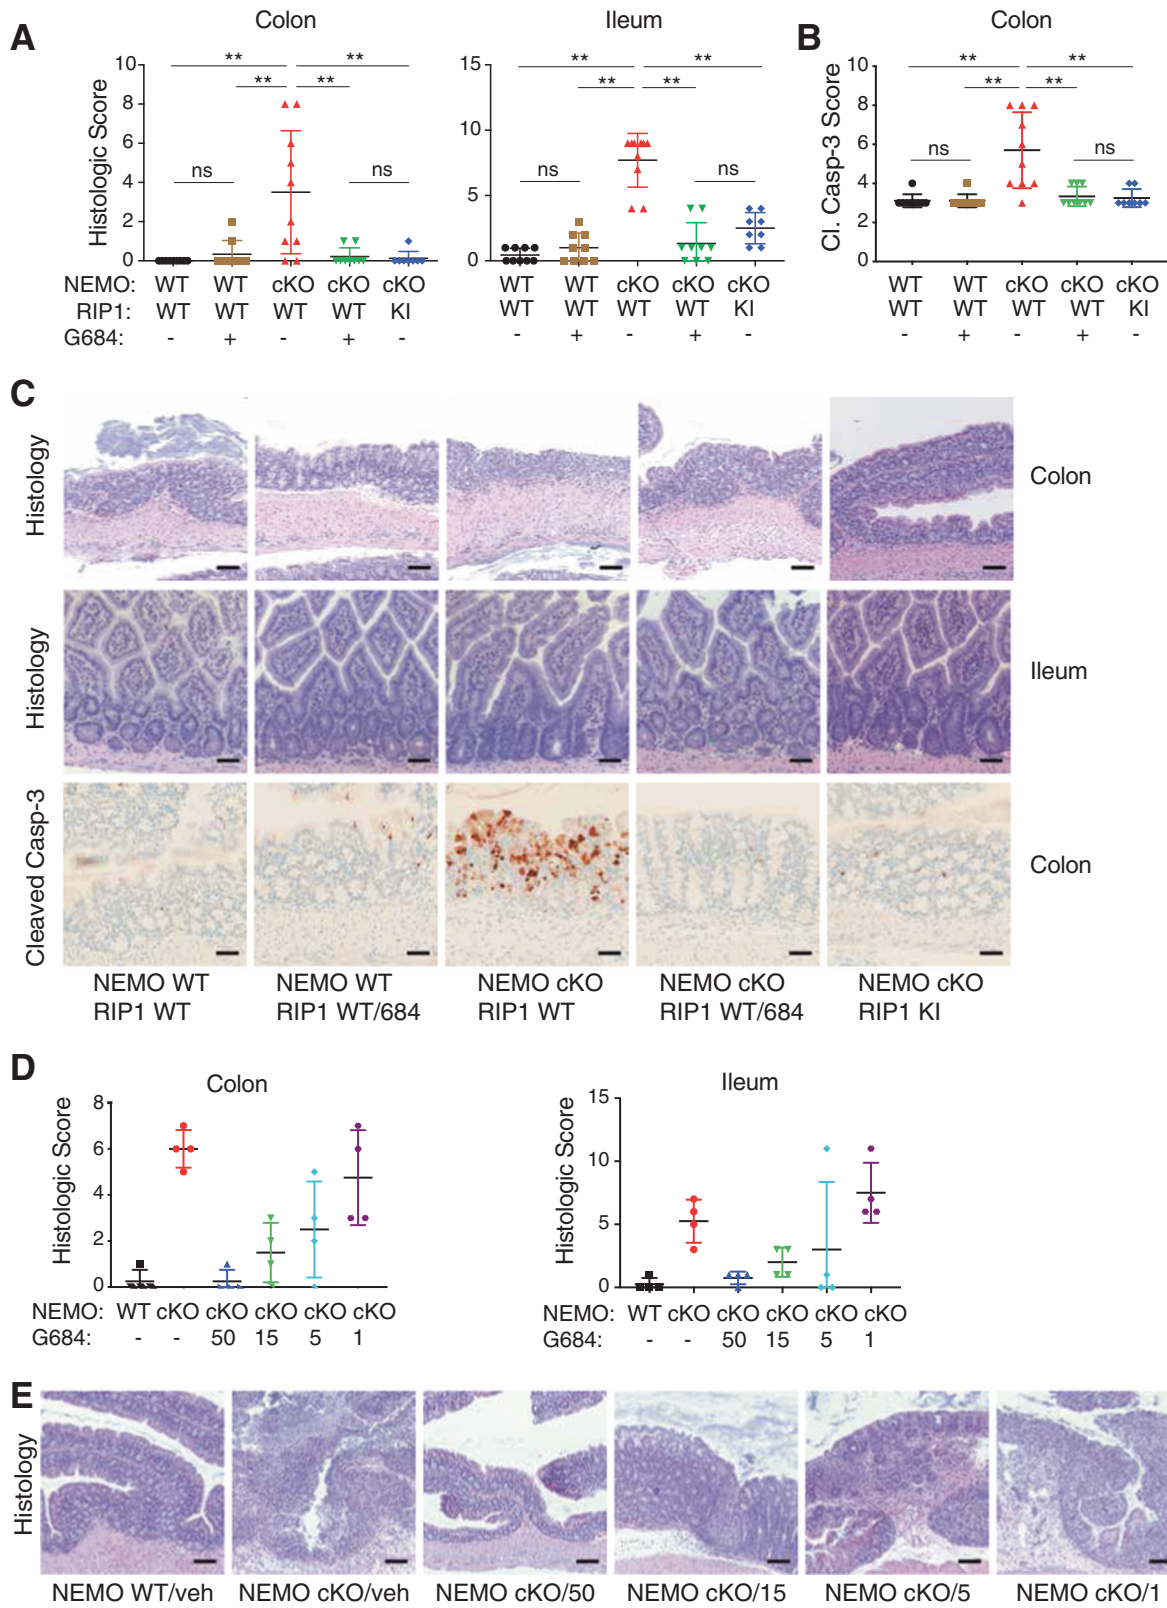 A
Colon
Ileum
B
Colon
Histologic Score
10
8
6
4
2
0
** **
** **
ns
ns
15
10
5
0
** **
** **
ns
ns
Cl. Casp-3 Score
10
8
6
4
2
0
** **
** **
ns
ns
NEMO: WT WT cKO cKO cKO
RIP1: WT WT WT WT KI
G684: - + - + -
WT WT cKO cKO cKO
WT WT WT WT KI
- + - + -
WT WT cKO cKO cKO
WT WT WT WT KI
- + - + -
C
Histology
Colon
Histology
Ileum
Cleaved Casp-3
Colon
NEMO WT
RIP1 WT
NEMO WT
RIP1 WT/684
NEMO cKO
RIP1 WT
NEMO cKO
RIP1 WT/684
NEMO cKO
RIP1 KI
D
Colon
Histologic Score
8
6
4
2
0
NEMO: WT cKO cKO cKO cKO cKO
G684: - - 50 15 5 1
Ileum
Histologic Score
15
10
5
0
NEMO: WT cKO cKO cKO cKO cKO
G684: - - 50 15 5 1
E
Histology
NEMO WT/veh
NEMO cKO/veh
NEMO cKO/50
NEMO cKO/15
NEMO cKO/5
NEMO cKO/1